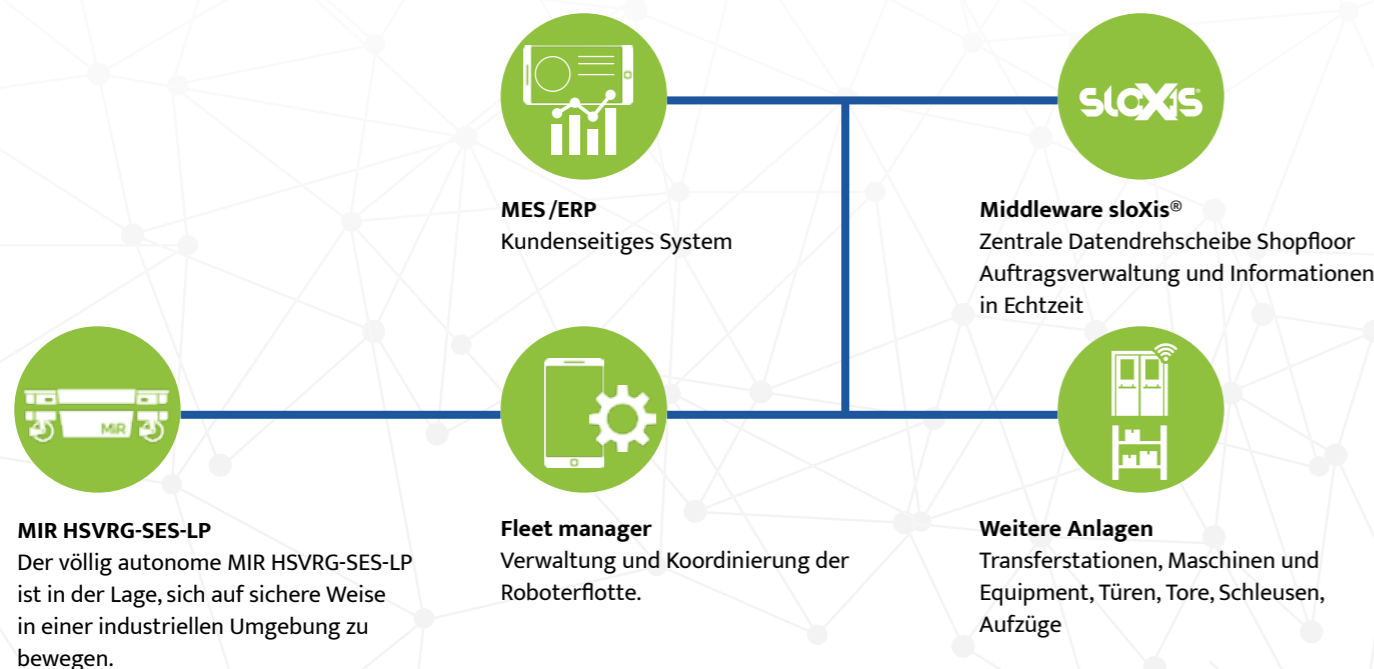 sloXis
MES/ERP
Kundenseitiges System
Middleware sloXis®
Zentrale Datendrehscheibe Shopfloor
Auftragsverwaltung und Informationen
in Echtzeit
MiR
MIR HSVRG-SES-LP
Der völlig autonome MIR HSVRG-SES-LP
ist in der Lage, sich auf sichere Weise
in einer industriellen Umgebung zu
bewegen.
Fleet manager
Verwaltung und Koordinierung der
Roboterflotte.
Weitere Anlagen
Transferstationen, Maschinen und
Equipment, Türen, Tore, Schleusen,
Aufzüge